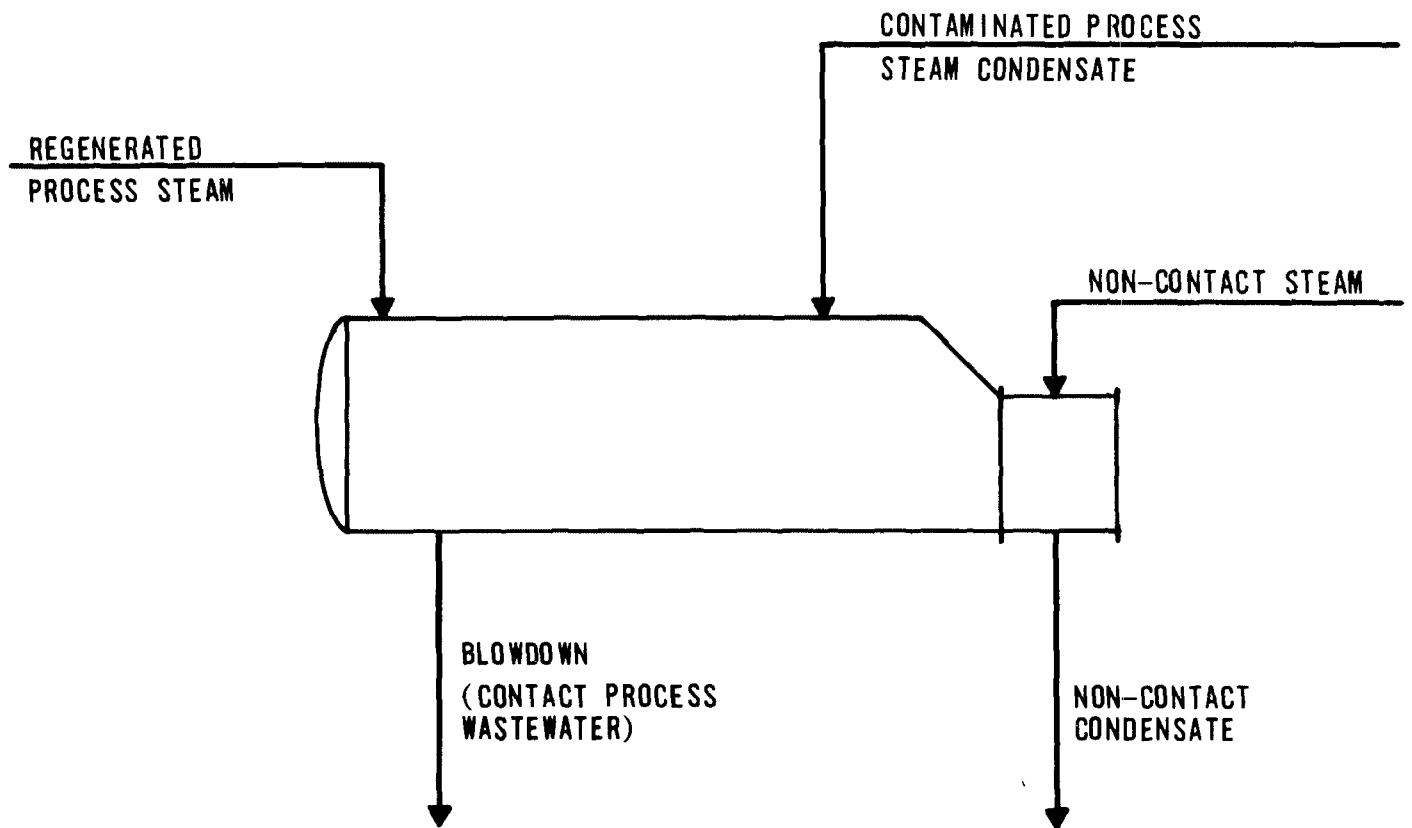 CONTAMINATED PROCESS
STEAM CONDENSATE
REGENERATED
PROCESS STEAM
NON-CONTACT STEAM
BLOWDOWN
(CONTACT PROCESS
WASTEWATER)
NON-CONTACT
CONDENSATE